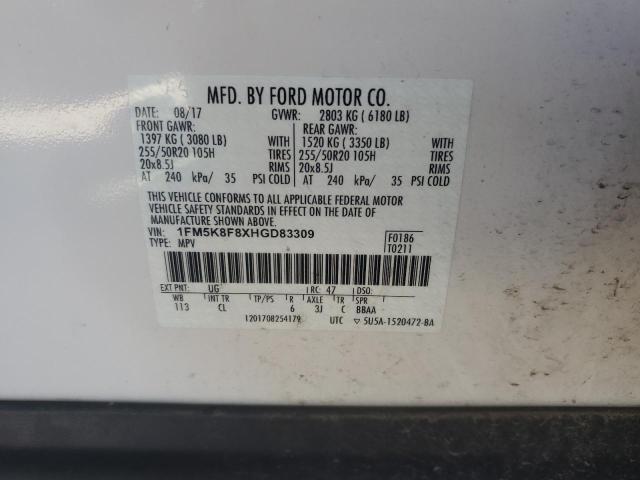 MFD. BY FORD MOTOR CO.
DATE: 08/17 GVWR: 2803 KG ( 6180 LB)
FRONT GAWR: REAR GAWR:
1397 KG ( 3080 LB) WITH 1520 KG ( 3350 LB) WITH
255/50R20 105H TIRES 255/50R20 105H TIRES
20x8.5J RIMS 20x8.5J RIMS
AT 240 kPa/ 35 PSI COLD AT 240 kPa/ 35 PSI COLD
THIS VEHICLE CONFORMS TO ALL APPLICABLE FEDERAL MOTOR
VEHICLE SAFETY STANDARDS IN EFFECT ON THE DATE OF
MANUFACTURE SHOWN ABOVE.
VIN: 1FM5K8F8XHGD83309 F0186
TYPE: MPV T0211
EXT PNT: UG RC: 47 DSO:
WB INT TR TP/PS R AXLE TR SPR
113 CL 6 3J C BBAA
1201708254179 UTC ▽ 5U5A-1520472-BA